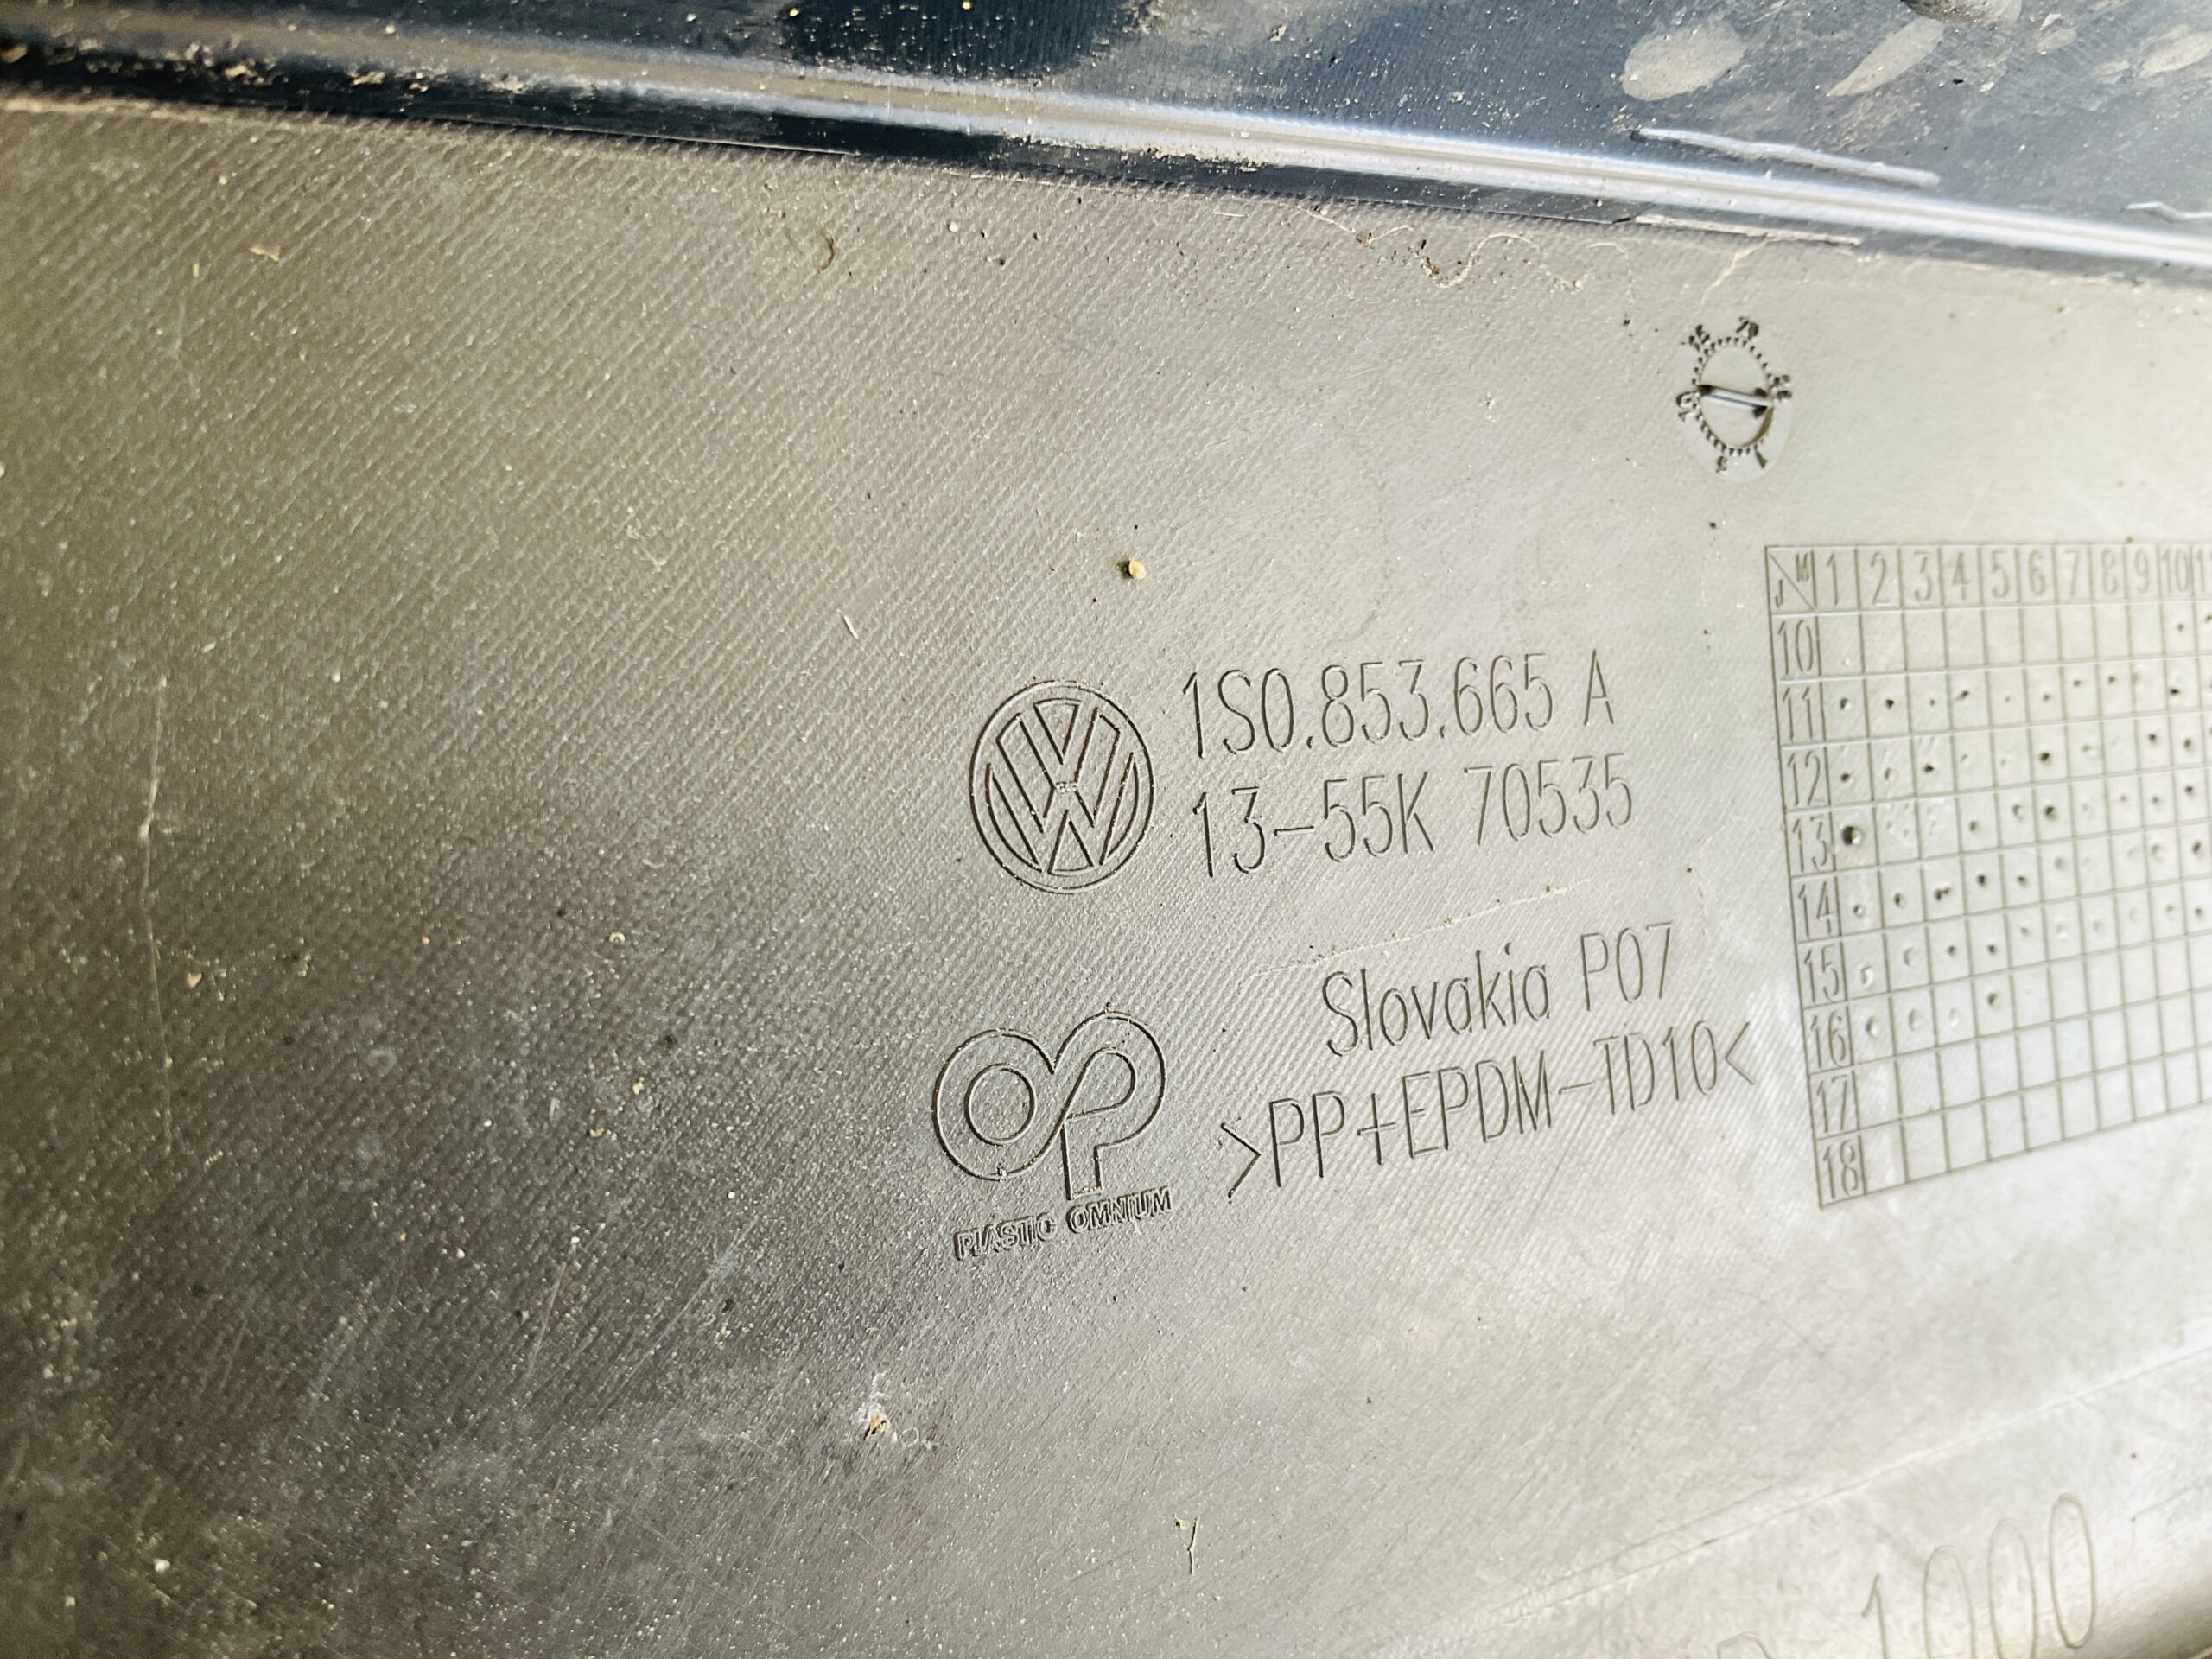 1S0.853.665 A
13-55K 70535
Slovakia P07
>PP+EPDM-TD10<
PLASTIC OMNIUM
M 1 2 3 4 5 6 7 8 9 10
J
10
11
12
13
14
15
16
17
18
1000